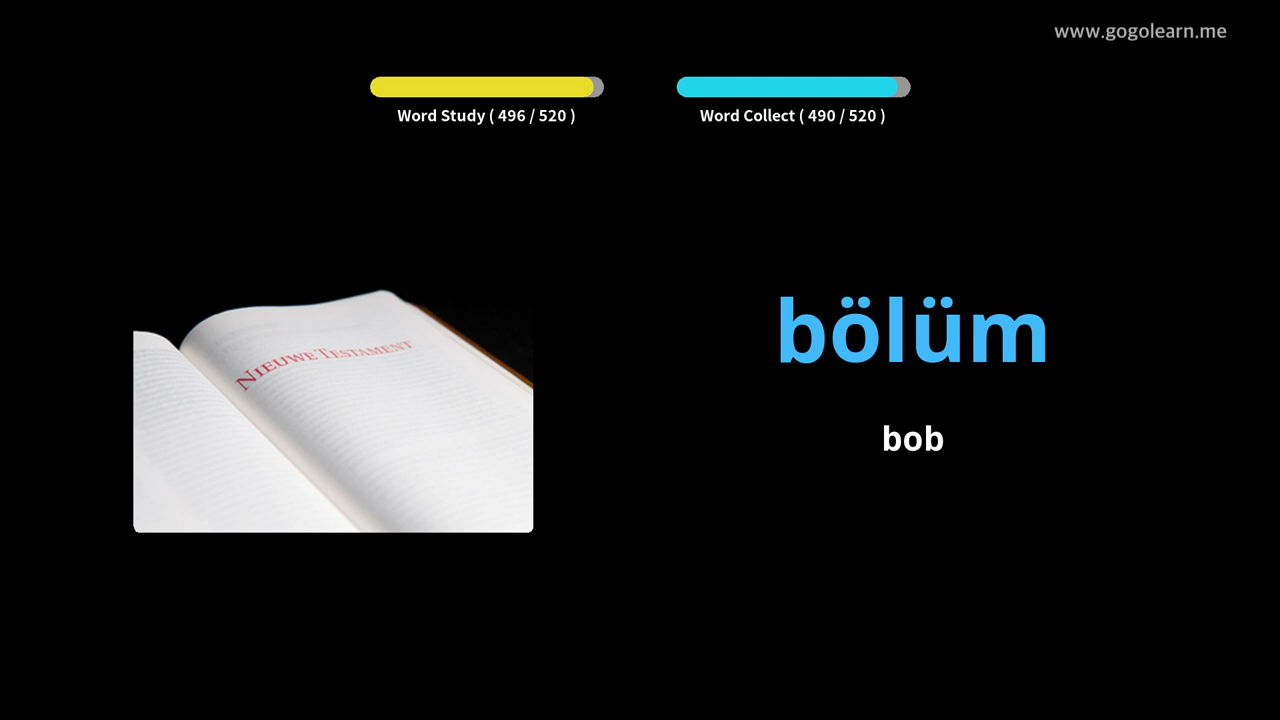 www.gogolearn.me
Word Study ( 496 / 520 )
Word Collect ( 490 / 520 )
NIEUWE TESTAMENT
bölüm
bob